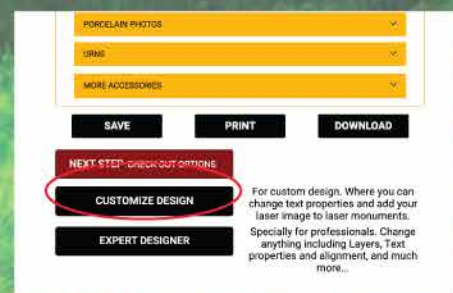 PORCELAIN PHOTOS
URNS
MORE ACCESSORIES
SAVE
PRINT
DOWNLOAD
NEXT STEP CHECK OUT OPTIONS
CUSTOMIZE DESIGN
For custom design. Where you can
change text properties and add your
laser image to laser monuments.
EXPERT DESIGNER
Specially for professionals. Change
anything including Layers, Text
properties and alignment, and much
more...